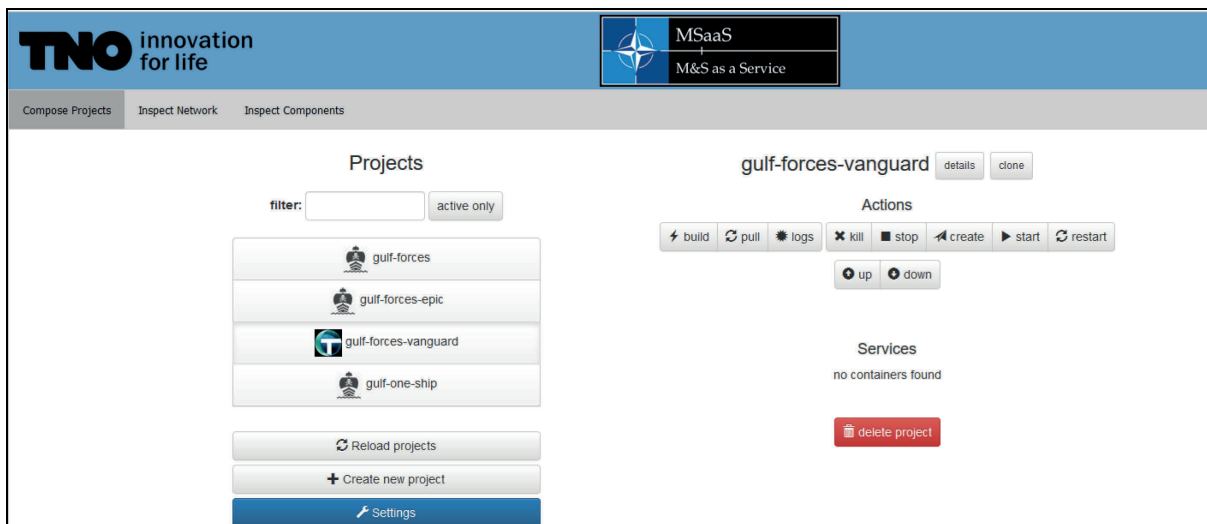 TNO innovation
for life
MSaaS
M&S as a Service
Compose Projects Inspect Network Inspect Components
Projects
filter: active only
gulf-forces
gulf-forces-epic
gulf-forces-vanguard
gulf-one-ship
Reload projects
Create new project
Settings
gulf-forces-vanguard details clone
Actions
build pull logs kill stop create start restart
up down
Services
no containers found
delete project